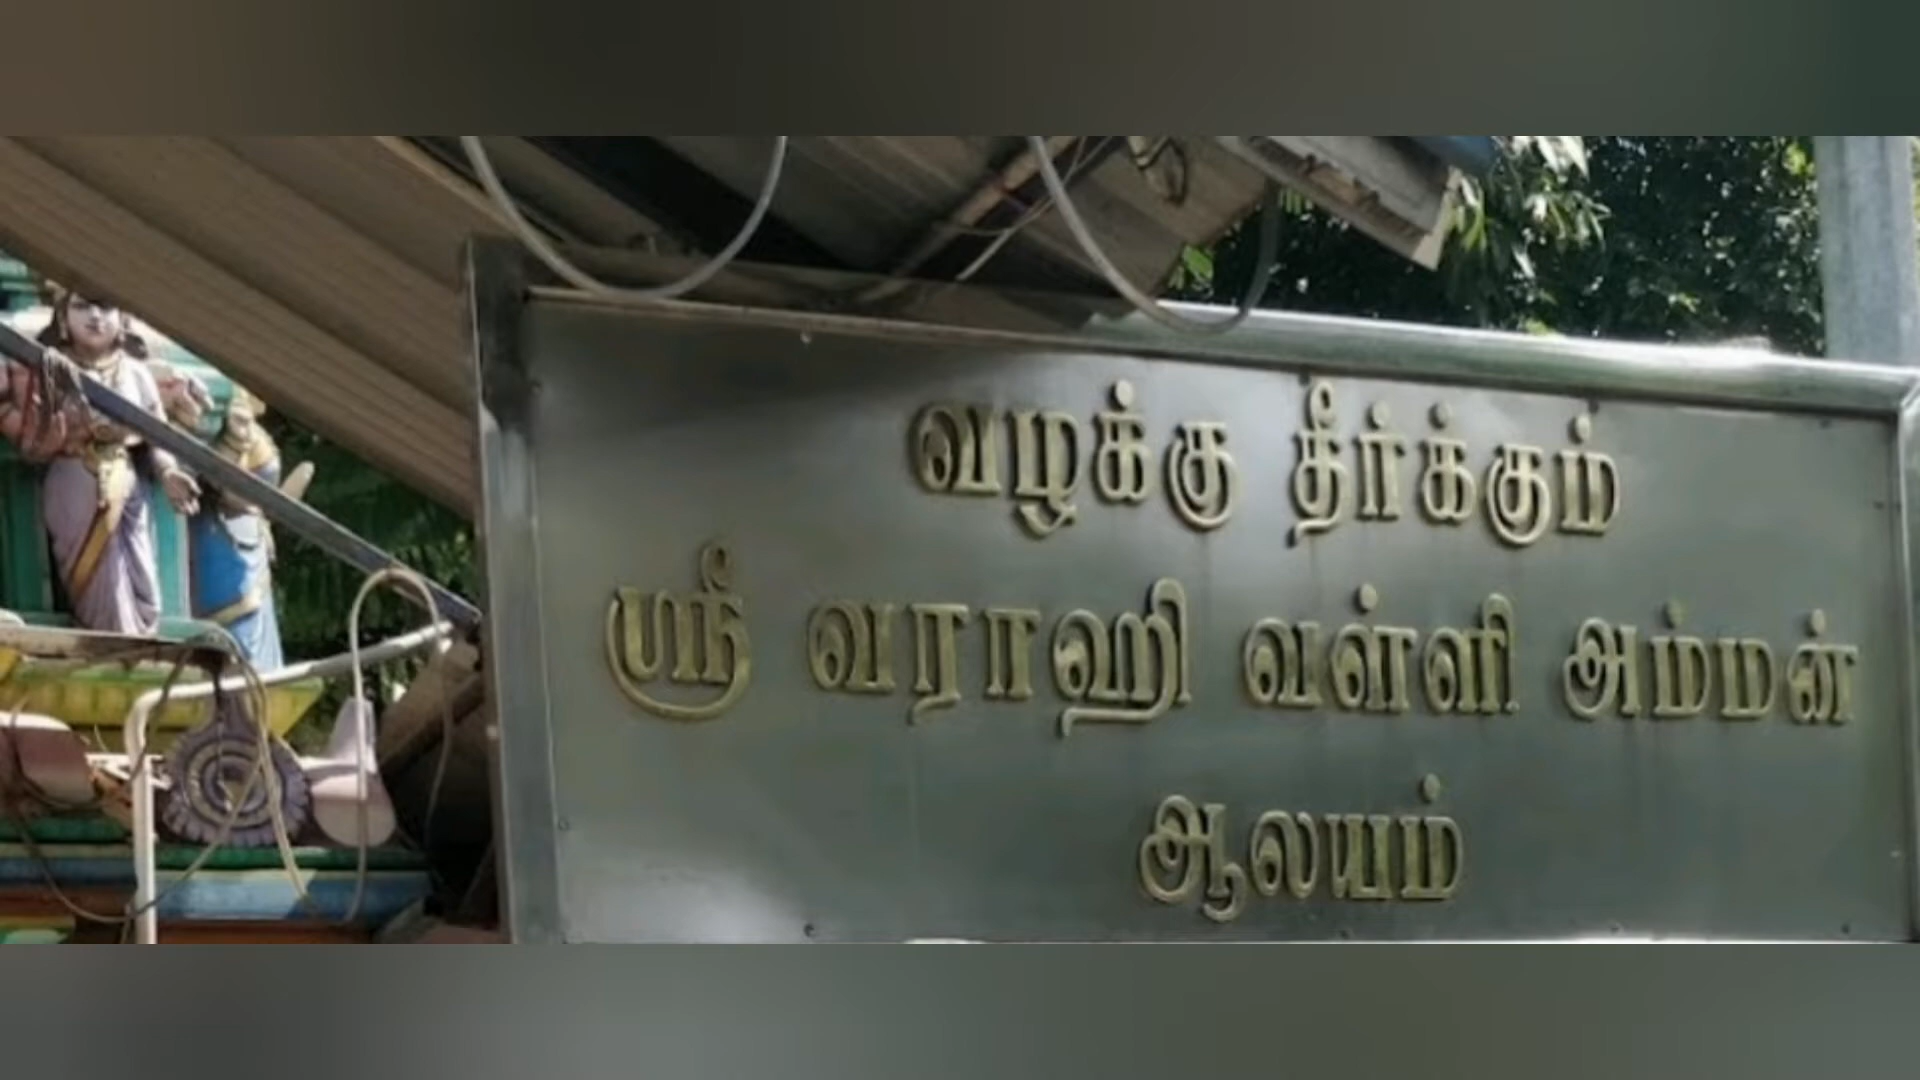 வழக்கு தீர்க்கும்
ஸ்ரீ வராஹி வள்ளி அம்மன்
ஆலயம்